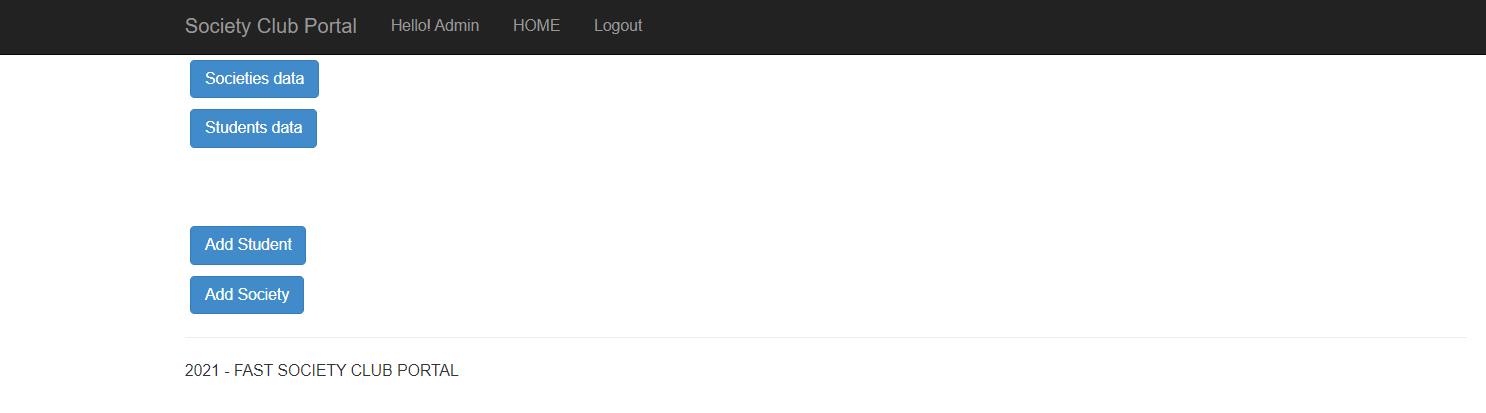 Society Club Portal Hello! Admin HOME Logout
Societies data
Students data
Add Student
Add Society
2021 - FAST SOCIETY CLUB PORTAL